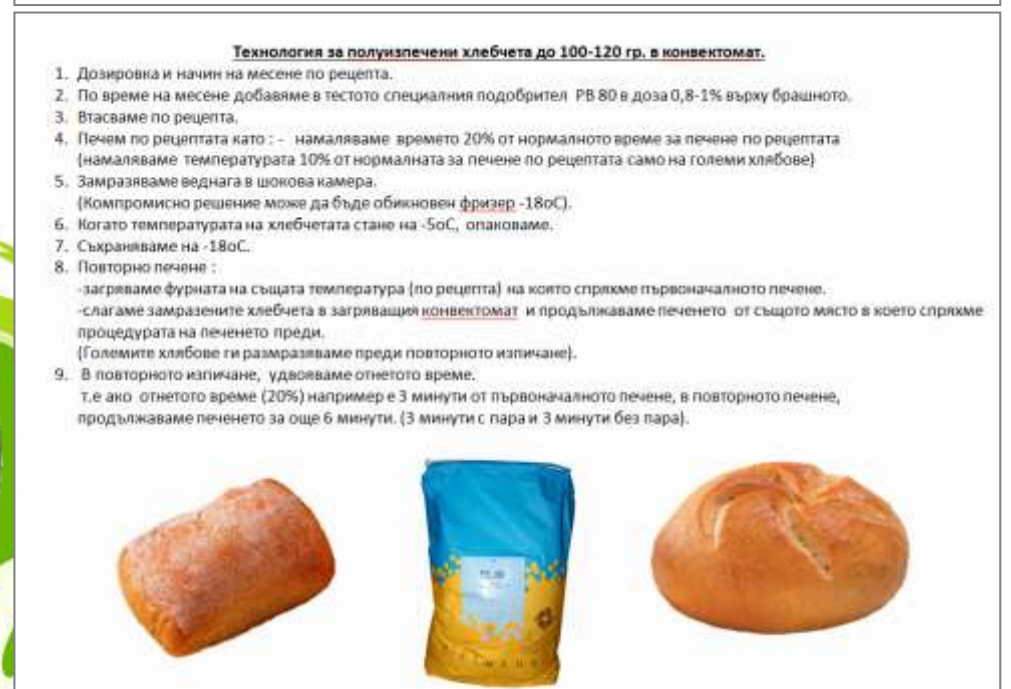 Технология за полуизпечени хлебчета до 100-120 гр. в конвектомат.
1. Дозировка и начин на месене по рецепта.
2. По време на месене добавяме в тестото специалния подобрител РВ 80 в доза 0,8-1% върху брашното.
3. Втасваме по рецепта.
4. Печем по рецептата като : - намаляваме времето 20% от нормалното време за печене по рецептата
(намаляваме температурата 10% от нормалната за печене по рецептата само на големи хлябове)
5. Замразяваме веднага в шокова камера.
(Компромисно решение може да бъде обикновен фризер -18оС).
6. Когато температурата на хлебчетата стане на -5оС, опаковаме.
7. Съхраняваме на -18оС.
8. Повторно печене :
-загряваме фурната на същата температура (по рецепта) на която спряхме първоначалното печене.
-слагаме замразените хлебчета в загряващия конвектомат и продължаваме печенето от същото място в което спряхме
процедурата на печенето преди.
(Големите хлябове ги размразяваме преди повторното изпичане).
9. В повторното изпичане, удвояваме отнетото време.
т.е ако отнетото време (20%) например е 3 минути от първоначалното печене, в повторното печене,
продължаваме печенето за още 6 минути. (3 минути с пара и 3 минути без пара).